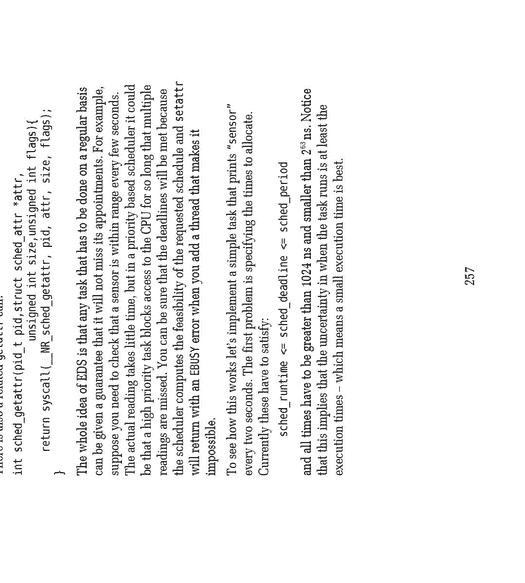 There is also a related getattr call:
int sched_getattr(pid_t pid,struct sched_attr *attr,
unsigned int size,unsigned int flags){
return syscall(__NR_sched_getattr, pid, attr, size, flags);
}
The whole idea of EDS is that any task that has to be done on a regular basis
can be given a guarantee that it will not miss its appointments. For example,
suppose you need to check that a sensor is within range every few seconds.
The actual reading takes little time, but in a priority based scheduler it could
be that a high priority task blocks access to the CPU for so long that multiple
readings are missed. You can be sure that the deadlines will be met because
the scheduler computes the feasibility of the requested schedule and setattr
will return with an EBUSY error when you add a thread that makes it
impossible.
To see how this works let's implement a simple task that prints "sensor"
every two seconds. The first problem is specifying the times to allocate.
Currently these have to satisfy:
sched_runtime <= sched_deadline <= sched_period
and all times have to be greater than 1024 ns and smaller than 2^63 ns. Notice
that this implies that the uncertainty in when the task runs is at least the
execution times – which means a small execution time is best.
257